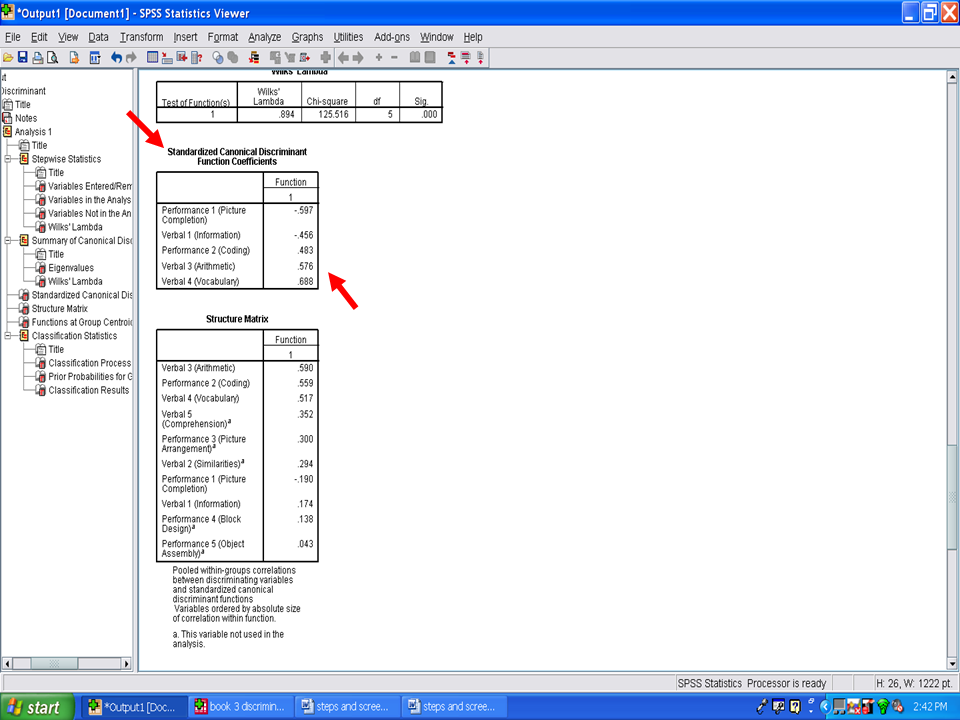 *Output1 [Document1] - SPSS Statistics Viewer
File Edit View Data Transform Insert Format Analyze Graphs Utilities Add-ons Window Help
Discriminant
Title
Notes
Analysis 1
Title
Stepwise Statistics
Title
Variables Entered/Rem
Variables in the Analys
Variables Not in the An
Wilks' Lambda
Summary of Canonical Disc
Title
Eigenvalues
Wilks' Lambda
Standardized Canonical Dis
Structure Matrix
Functions at Group Centroi
Classification Statistics
Title
Classification Process
Prior Probabilities for G
Classification Results
Wilks' Lambda
Test of Function(s) Wilks' Lambda Chi-square df Sig.
1 .894 125.516 5 .000
Standardized Canonical Discriminant
Function Coefficients
Function
1
Performance 1 (Picture
Completion) -.597
Verbal 1 (Information) -.456
Performance 2 (Coding) .483
Verbal 3 (Arithmetic) .576
Verbal 4 (Vocabulary) .688
Structure Matrix
Function
1
Verbal 3 (Arithmetic) .590
Performance 2 (Coding) .559
Verbal 4 (Vocabulary) .517
Verbal 5
(Comprehension)a .352
Performance 3 (Picture
Arrangement)a .300
Verbal 2 (Similarities)a .294
Performance 1 (Picture
Completion) -.190
Verbal 1 (Information) .174
Performance 4 (Block
Design)a .138
Performance 5 (Object
Assembly)a .043
Pooled within-groups correlations
between discriminating variables
and standardized canonical
discriminant functions
Variables ordered by absolute size
of correlation within function.
a. This variable not used in the
analysis.
SPSS Statistics Processor is ready H: 26, W: 1222 pt.
start *Output1 [Doc... book 3 discrimin... steps and scree... steps and scree... 2:42 PM